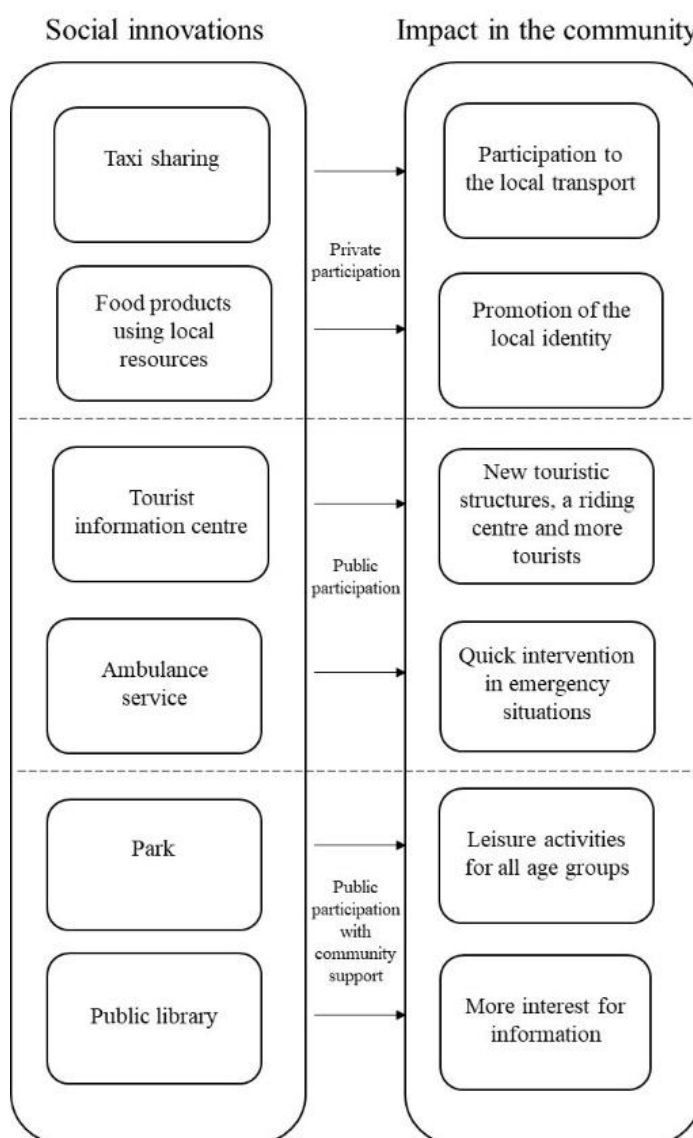 Social innovations
Impact in the community
Taxi sharing
Participation to
the local transport
Private
participation
Food products
using local
resources
Promotion of the
local identity
Tourist
information centre
New touristic
structures, a riding
centre and more
tourists
Public
participation
Ambulance
service
Quick intervention
in emergency
situations
Park
Leisure activities
for all age groups
Public
participation
with
community
support
Public library
More interest for
information